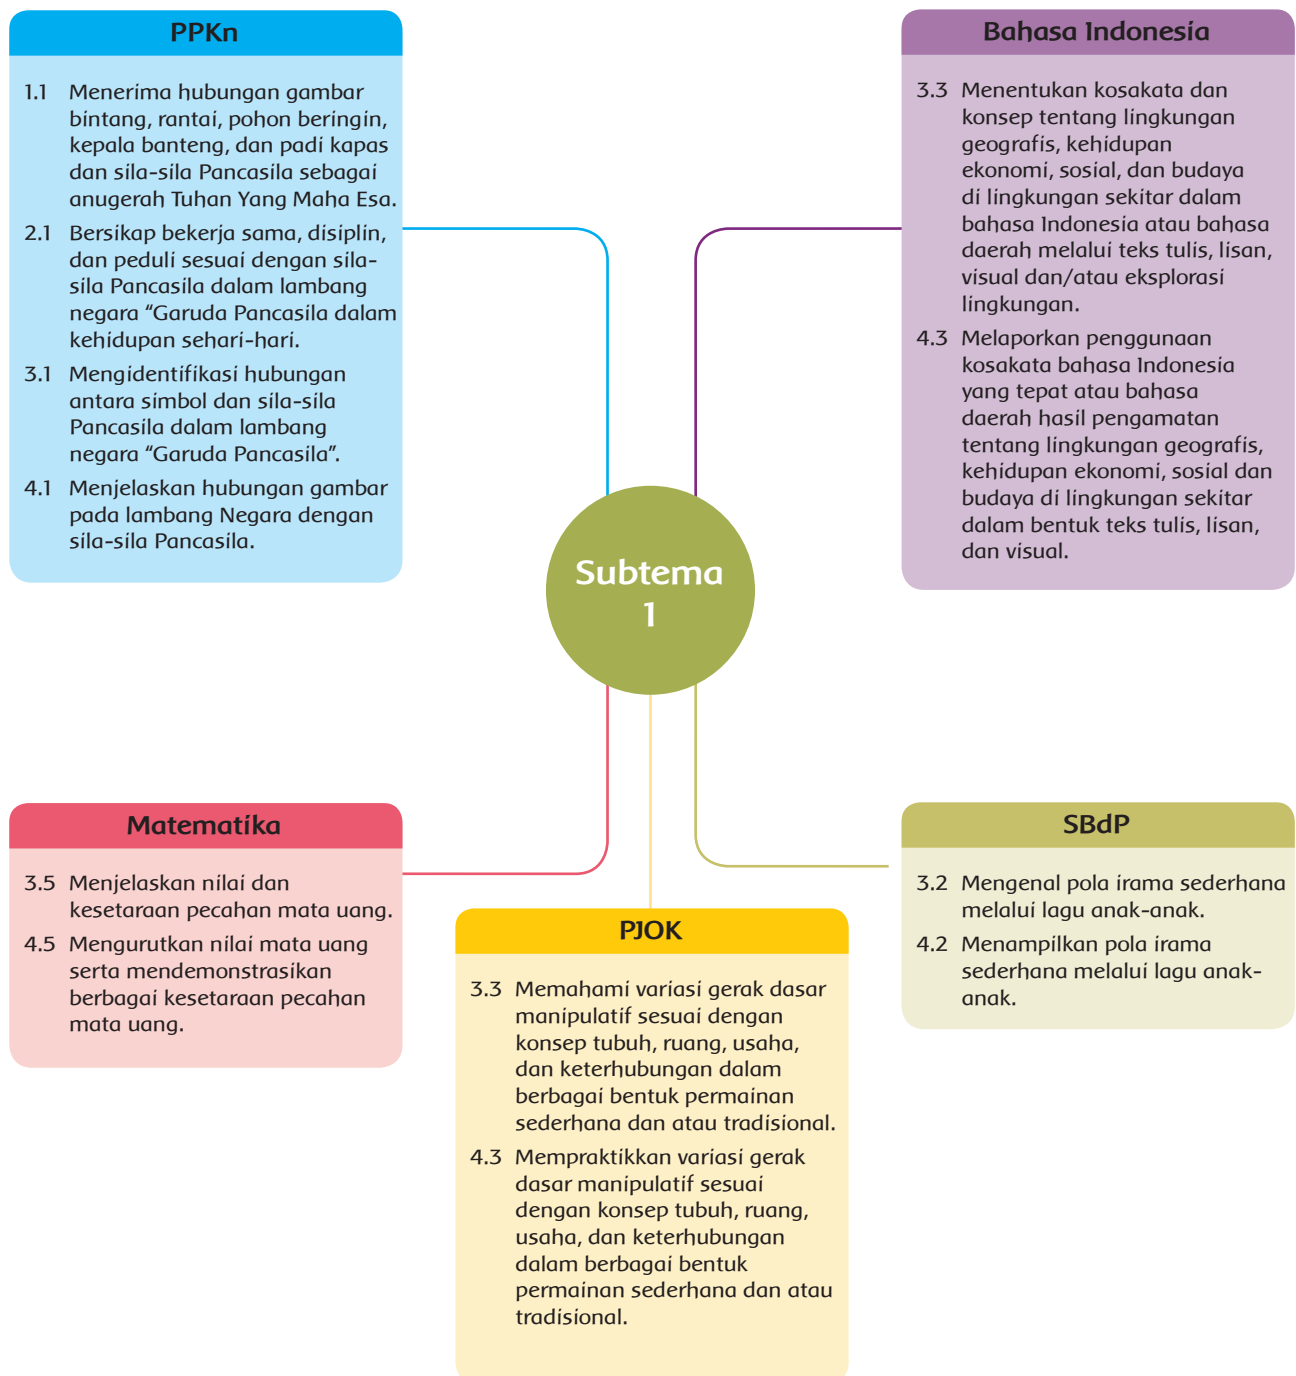 PPKn
1.1 Menerima hubungan gambar
bintang, rantai, pohon beringin,
kepala banteng, dan padi kapas
dan sila-sila Pancasila sebagai
anugerah Tuhan Yang Maha Esa.
2.1 Bersikap bekerja sama, disiplin,
dan peduli sesuai dengan sila-
sila Pancasila dalam lambang
negara “Garuda Pancasila dalam
kehidupan sehari-hari.
3.1 Mengidentifikasi hubungan
antara simbol dan sila-sila
Pancasila dalam lambang
negara “Garuda Pancasila”.
4.1 Menjelaskan hubungan gambar
pada lambang Negara dengan
sila-sila Pancasila.
Bahasa Indonesia
3.3 Menentukan kosakata dan
konsep tentang lingkungan
geografis, kehidupan
ekonomi, sosial, dan budaya
di lingkungan sekitar dalam
bahasa Indonesia atau bahasa
daerah melalui teks tulis, lisan,
visual dan/atau eksplorasi
lingkungan.
4.3 Melaporkan penggunaan
kosakata bahasa Indonesia
yang tepat atau bahasa
daerah hasil pengamatan
tentang lingkungan geografis,
kehidupan ekonomi, sosial dan
budaya di lingkungan sekitar
dalam bentuk teks tulis, lisan,
dan visual.
Subtema
1
Matematika
3.5 Menjelaskan nilai dan
kesetaraan pecahan mata uang.
4.5 Mengurutkan nilai mata uang
serta mendemonstrasikan
berbagai kesetaraan pecahan
mata uang.
PJOK
3.3 Memahami variasi gerak dasar
manipulatif sesuai dengan
konsep tubuh, ruang, usaha,
dan keterhubungan dalam
berbagai bentuk permainan
sederhana dan atau tradisional.
4.3 Mempraktikkan variasi gerak
dasar manipulatif sesuai
dengan konsep tubuh, ruang,
usaha, dan keterhubungan
dalam berbagai bentuk
permainan sederhana dan atau
tradisional.
SBdP
3.2 Mengenal pola irama sederhana
melalui lagu anak-anak.
4.2 Menampilkan pola irama
sederhana melalui lagu anak-
anak.